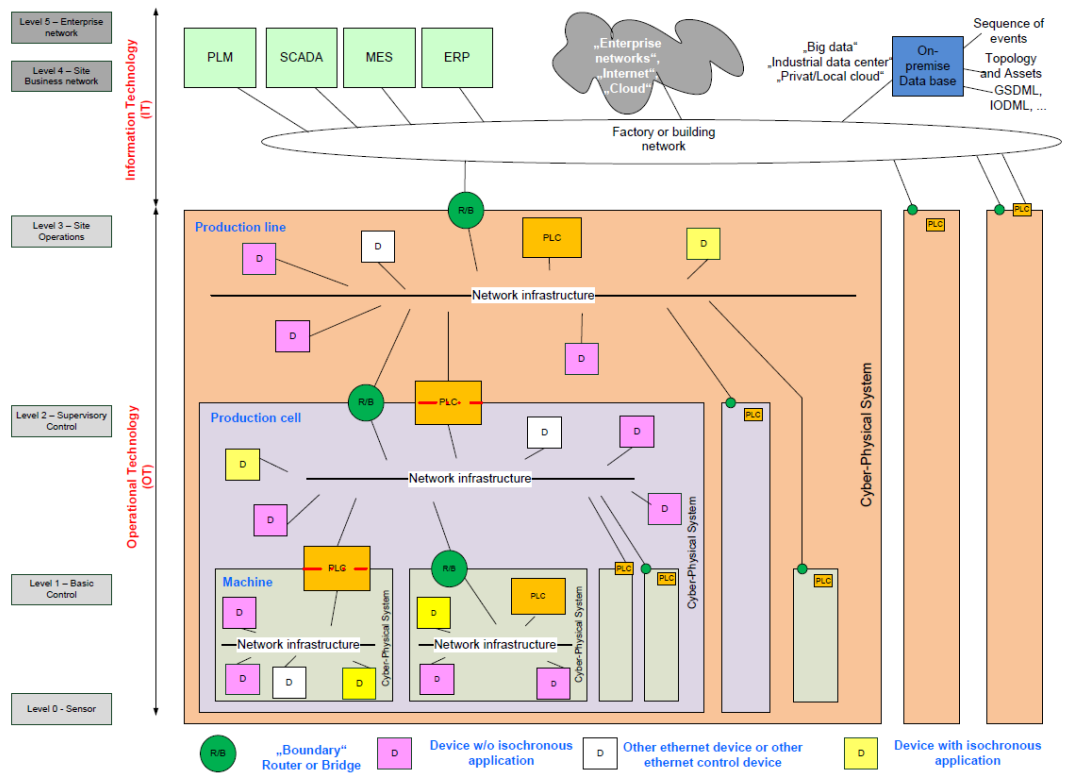 Level 5 – Enterprise
network
Level 4 – Site
Business network
Information Technology
(IT)
PLM
SCADA
MES
ERP
„Enterprise
networks“,
„Internet“,
„Cloud“
„Big data“
„Industrial data center“
„Privat/Local cloud“
On-
premise
Data base
Sequence of
events
Topology
and Assets
GSDML,
IODML, ...
Factory or building
network
Level 3 – Site
Operations
Operational Technology
(OT)
R/B
Production line
PLC
D
D
D
Network infrastructure
D
D
PLC
PLC
Cyber-Physical System
Level 2 – Supervisory
Control
R/B
PLC
Production cell
D
D
D
Network infrastructure
D
D
Cyber-Physical System
PLC
Level 1 – Basic
Control
PLC
R/B
Machine
D
Network infrastructure
D
D
D
Cyber-Physical System
D
PLC
Network infrastructure
D
D
Cyber-Physical System
PLC
PLC
PLC
Level 0 - Sensor
R/B
„Boundary“
Router or Bridge
D
Device w/o isochronous
application
D
Other ethernet device or other
ethernet control device
D
Device with isochronous
application